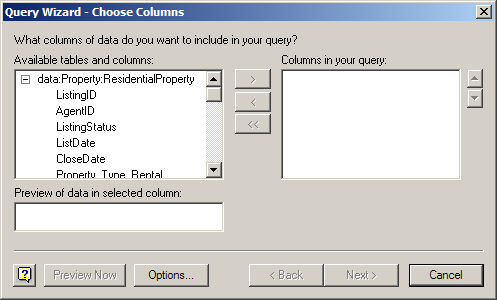 Query Wizard - Choose Columns
What columns of data do you want to include in your query?
Available tables and columns:
Columns in your query:
data:Property:ResidentialProperty
ListingID
AgentID
ListingStatus
ListDate
CloseDate
Property_Type_Rental
>
<
<<
Preview of data in selected column:
?
Preview Now
Options...
< Back
Next >
Cancel